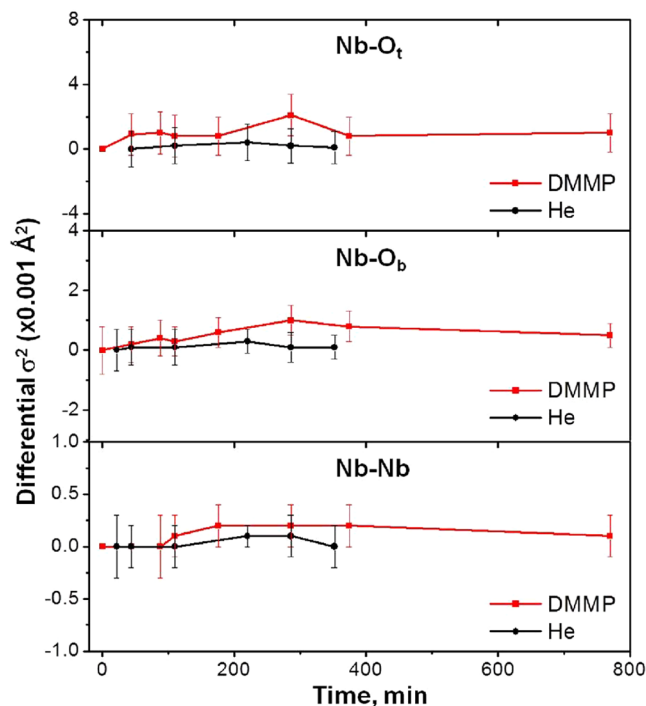 Differential σ² (x0.001 Å²)
Nb-Oₜ
8
4
0
-4
DMMP
He
Nb-O_b
4
2
0
-2
DMMP
He
Nb-Nb
1.0
0.5
0.0
-0.5
-1.0
DMMP
He
0 200 400 600 800
Time, min